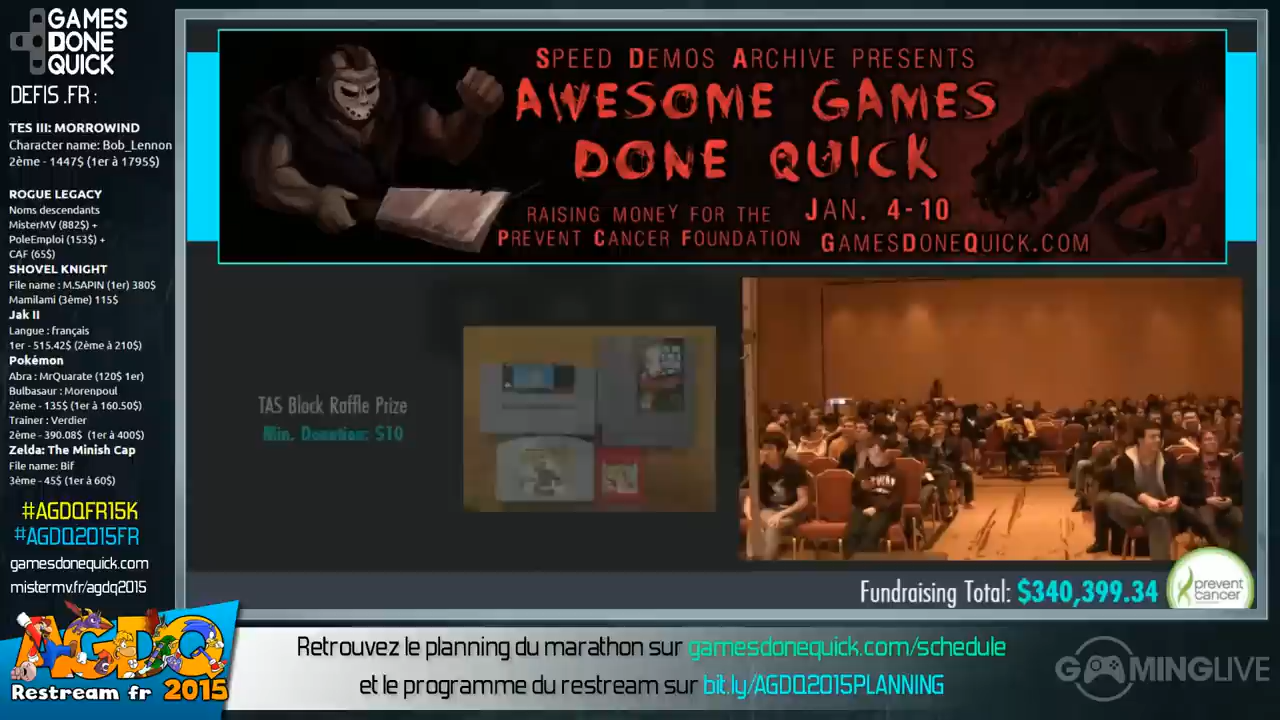 GAMES
DONE
QUICK
DEFIS .FR :
TES III: MORROWIND
Character name: Bob_Lennon
2ème - 1447$ (1er à 1795$)
ROGUE LEGACY
Noms descendants
MisterMV (882$) +
PoleEmploi (153$) +
CAF (65$)
SHOVEL KNIGHT
File name : M.SAPIN (1er) 380$
Mamilami (3ème) 115$
Jak II
Langue : français
1er - 515.42$ (2ème à 210$)
Pokémon
Abra : MrQuarate (120$ 1er)
Bulbasaur : Morenpoul
2ème - 135$ (1er à 160.50$)
Trainer : Verdier
2ème - 390.08$ (1er à 400$)
Zelda: The Minish Cap
File name: Bif
3ème - 45$ (1er à 60$)
#AGDQFR15K
#AGDQ2015FR
gamesdonequick.com
mistermv.fr/agdq2015
AGDQ
Restream fr 2015
SPEED DEMOS ARCHIVE PRESENTS
AWESOME GAMES
DONE QUICK
RAISING MONEY FOR THE
PREVENT CANCER FOUNDATION
JAN. 4-10
GAMESDONEQUICK.COM
TAS Block Raffle Prize
Min. Donation: $10
Fundraising Total: $340,399.34
prevent
cancer
Retrouvez le planning du marathon sur gamesdonequick.com/schedule
et le programme du restream sur bit.ly/AGDQ2015PLANNING
GAMINGLIVE